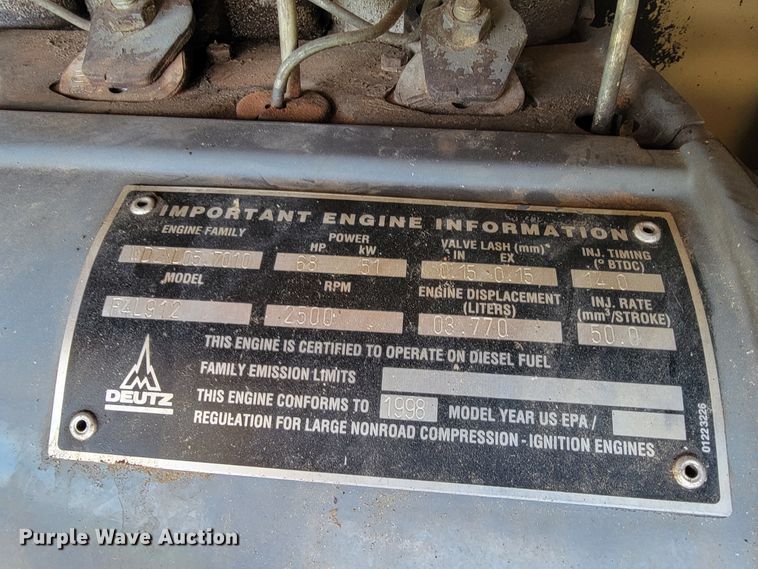 IMPORTANT ENGINE INFORMATION
ENGINE FAMILY
POWER
HP kW
VALVE LASH (mm)
IN EX
INJ. TIMING
(° BTDC)
68 51
0.15 0.15
14.6
MODEL
RPM
ENGINE DISPLACEMENT
(LITERS)
INJ. RATE
(mm³/STROKE)
F4L912
2500
03.770
50.0
THIS ENGINE IS CERTIFIED TO OPERATE ON DIESEL FUEL
FAMILY EMISSION LIMITS
THIS ENGINE CONFORMS TO 1998 MODEL YEAR US EPA /
REGULATION FOR LARGE NONROAD COMPRESSION - IGNITION ENGINES
DEUTZ
01223226
Purple Wave Auction